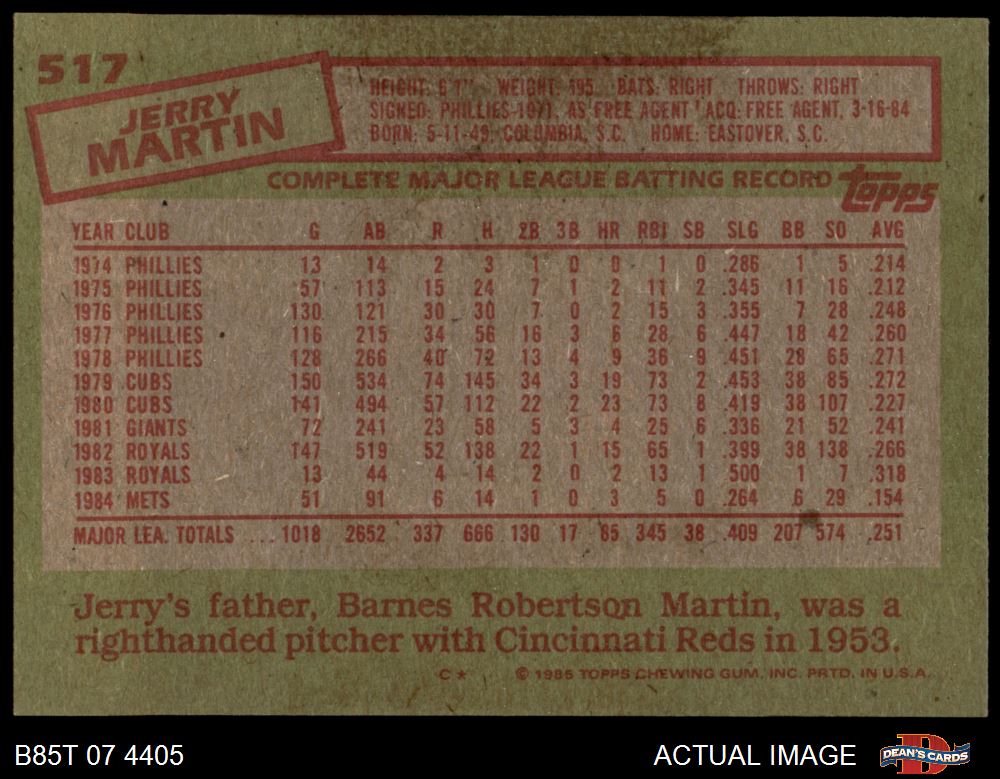 517
JERRY
MARTIN
HEIGHT: 6'1" WEIGHT: 195 BATS: RIGHT THROWS: RIGHT
SIGNED: PHILLIES-1971, AS FREE AGENT ACQ: FREE AGENT, 3-16-84
BORN: 5-11-49, COLUMBIA, S.C. HOME: EASTOVER, S.C.
COMPLETE MAJOR LEAGUE BATTING RECORD topps
YEAR CLUB G AB R H 2B 3B HR RBI SB SLG BB SO AVG
1974 PHILLIES 13 14 2 3 1 0 0 1 0 .286 1 5 .214
1975 PHILLIES 57 113 15 24 7 1 2 11 2 .345 11 16 .212
1976 PHILLIES 130 121 30 30 7 0 2 15 3 .355 7 28 .248
1977 PHILLIES 116 215 34 56 16 3 6 28 6 .447 18 42 .260
1978 PHILLIES 128 266 40 72 13 4 9 36 9 .451 28 65 .271
1979 CUBS 150 534 74 145 34 3 19 73 2 .453 38 85 .272
1980 CUBS 141 494 57 112 22 2 23 73 8 .419 38 107 .227
1981 GIANTS 72 241 23 58 5 3 4 25 6 .336 21 52 .241
1982 ROYALS 147 519 52 138 22 1 15 65 1 .399 38 138 .266
1983 ROYALS 13 44 4 14 2 0 2 13 1 .500 1 7 .318
1984 METS 51 91 6 14 1 0 3 5 0 .264 6 29 .154
MAJOR LEA. TOTALS ... 1018 2652 337 666 130 17 85 345 38 .409 207 574 .251
Jerry's father, Barnes Robertson Martin, was a
righthanded pitcher with Cincinnati Reds in 1953.
C* © 1985 TOPPS CHEWING GUM, INC. PRTD. IN U.S.A.
B85T 07 4405 ACTUAL IMAGE DEAN'S CARDS